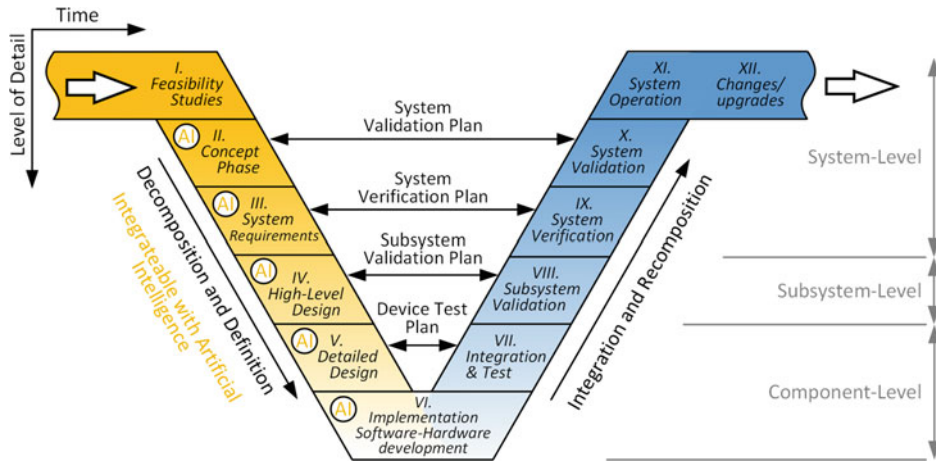 Time
Level of Detail
I.
Feasibility
Studies
AI
II.
Concept
Phase
AI
III.
System
Requirements
AI
IV.
High-Level
Design
AI
V.
Detailed
Design
AI
VI.
Implementation
Software-Hardware
development
VII.
Integration
& Test
VIII.
Subsystem
Validation
IX.
System
Verification
X.
System
Validation
XI.
System
Operation
XII.
Changes/
upgrades
System
Validation Plan
System
Verification Plan
Subsystem
Validation Plan
Device Test
Plan
Decomposition and Definition
Integrateable with Artificial
Intelligence
Integration and Recomposition
System-Level
Subsystem-Level
Component-Level